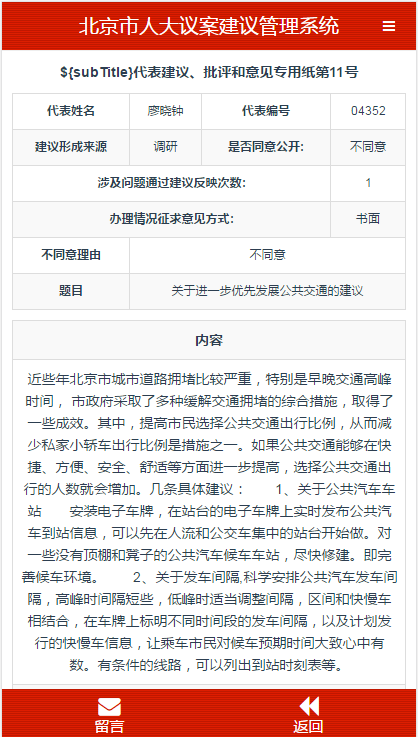 北京市人大议案建议管理系统
${subTitle}代表建议、批评和意见专用纸第11号
代表姓名 廖晓钟 代表编号 04352
建议形成来源 调研 是否同意公开: 不同意
涉及问题通过建议反映次数: 1
办理情况征求意见方式: 书面
不同意理由 不同意
题目 关于进一步优先发展公共交通的建议
内容
近些年北京市城市道路拥堵比较严重，特别是早晚交通高峰
时间， 市政府采取了多种缓解交通拥堵的综合措施，取得了
一些成效。其中，提高市民选择公共交通出行比例，从而减
少私家小轿车出行比例是措施之一。如果公共交通能够在快
捷、方便、安全、舒适等方面进一步提高，选择公共交通出
行的人数就会增加。几条具体建议： 1、关于公共汽车车
站 安装电子车牌，在站台的电子车牌上实时发布公共汽
车到站信息，可以先在人流和公交车集中的站台开始做。对
一些没有顶棚和凳子的公共汽车候车车站，尽快修建。即完
善候车环境。 2、关于发车间隔,科学安排公共汽车发车间
隔，高峰时间隔短些，低峰时适当调整间隔，区间和快慢车
相结合，在车牌上标明不同时间段的发车间隔，以及计划发
行的快慢车信息，让乘车市民对候车预期时间大致心中有
数。有条件的线路，可以列出到站时刻表等。
留言 返回